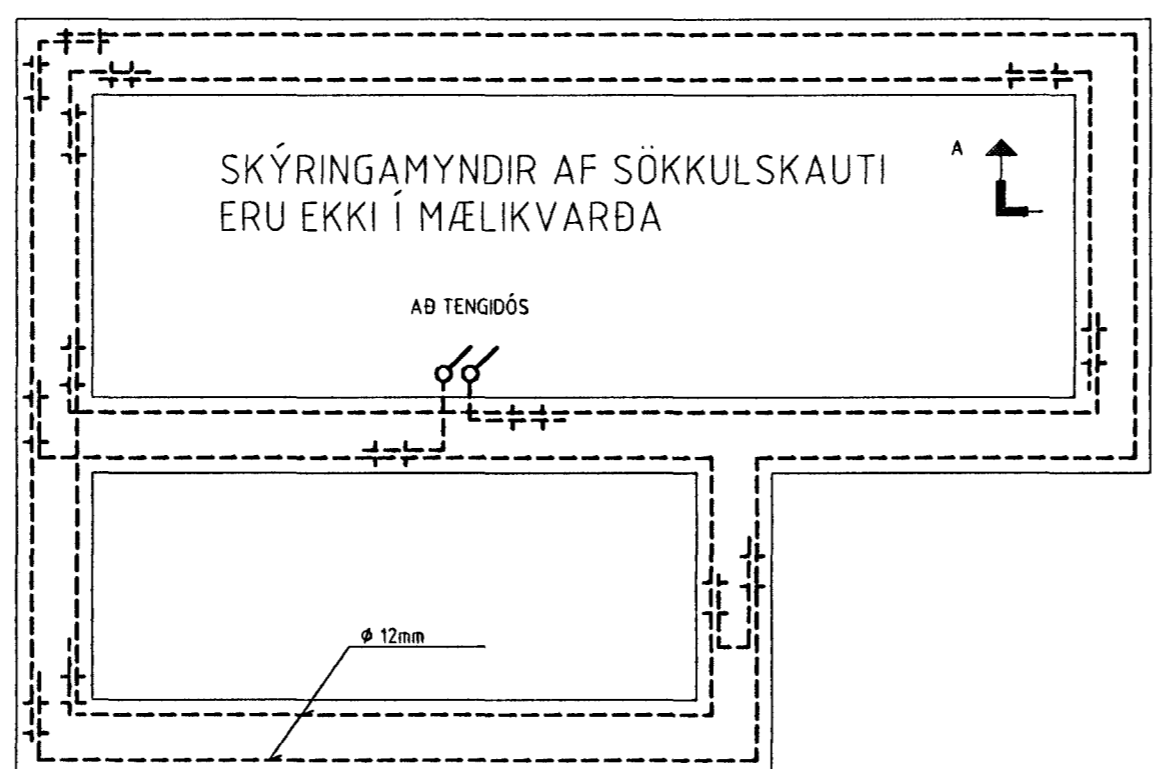 SKÝRINGAMYNDIR AF SÖKKULSKAUTI
ERU EKKI Í MÆLIKVARÐA
A
AÐ TENGIDÓS
ϕ 12mm